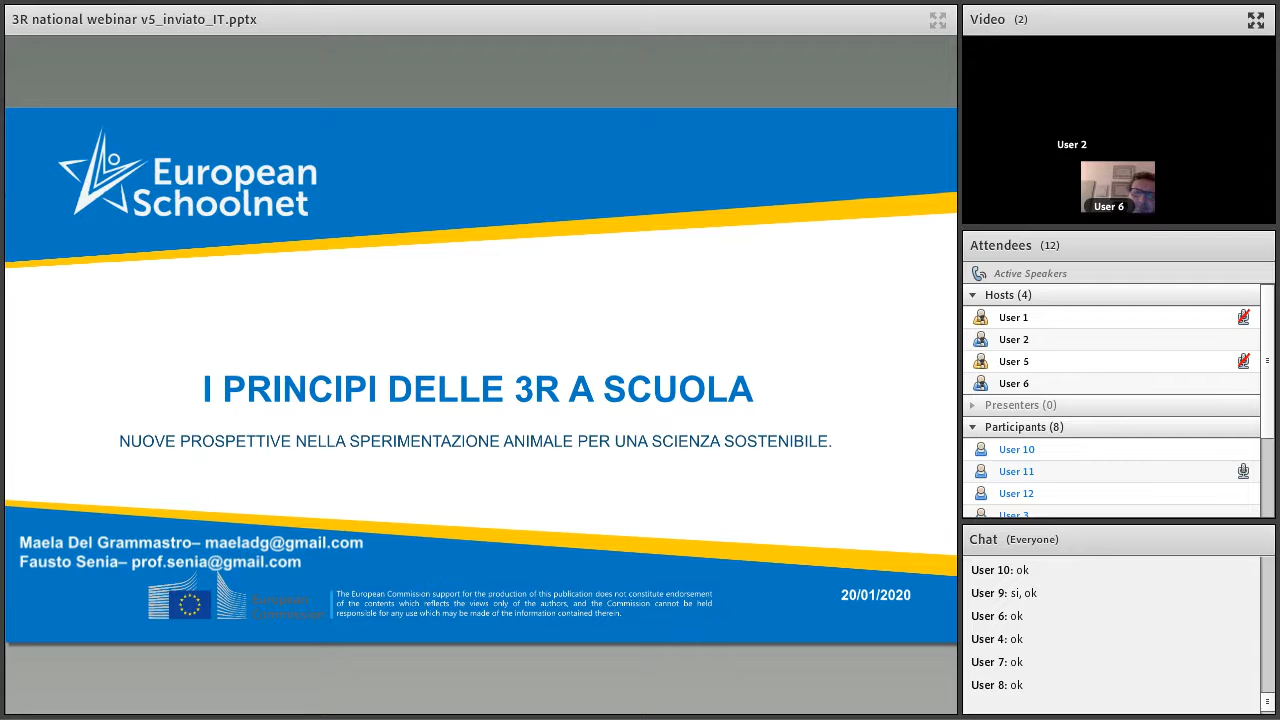 3R national webinar v5_inviato_IT.pptx
European
Schoolnet
I PRINCIPI DELLE 3R A SCUOLA
NUOVE PROSPETTIVE NELLA SPERIMENTAZIONE ANIMALE PER UNA SCIENZA SOSTENIBILE.
Maela Del Grammastro– maeladg@gmail.com
Fausto Senia– prof.senia@gmail.com
European
Commission
The European Commission support for the production of this publication does not constitute endorsement
of the contents which reflects the views only of the authors, and the Commission cannot be held
responsible for any use which may be made of the information contained therein.
20/01/2020
Video (2)
User 2
User 6
Attendees (12)
Active Speakers
Hosts (4)
User 1
User 2
User 5
User 6
Presenters (0)
Participants (8)
User 10
User 11
User 12
User 3
Chat (Everyone)
User 10: ok
User 9: si, ok
User 6: ok
User 4: ok
User 7: ok
User 8: ok